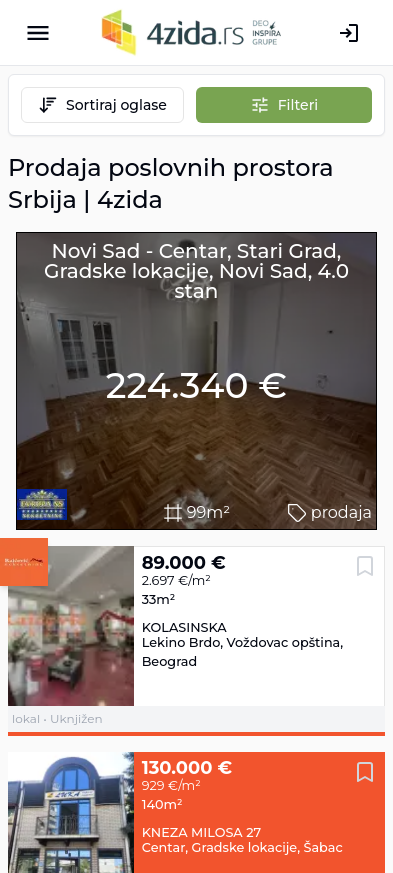 4zida.rs
DEO
INSPIRA
GRUPE
Sortiraj oglase
Filteri
Prodaja poslovnih prostora
Srbija | 4zida
Novi Sad - Centar, Stari Grad,
Gradske lokacije, Novi Sad, 4.0
stan
224.340 €
99m²
prodaja
89.000 €
2.697 €/m²
33m²
KOLASINSKA
Lekino Brdo, Voždovac opština,
Beograd
lokal • Uknjižen
130.000 €
929 €/m²
140m²
KNEZA MILOSA 27
Centar, Gradske lokacije, Šabac